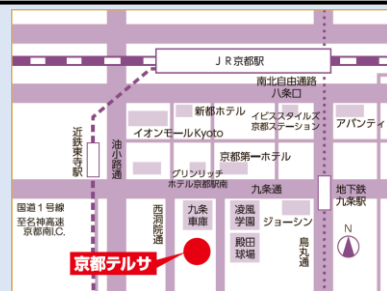 JR京都駅
南北自由通路
八条口
新都ホテル
イビススタイルズ
京都ステーション
アバンティ
イオンモールKyoto
近鉄東寺駅
油小路通
京都第一ホテル
グリンリッチ
ホテル京都駅南
九条通
地下鉄
九条駅
国道1号線
至名神高速
京都南I.C.
西洞院通
九条
車庫
凌風
学園
ジョーシン
殿田
球場
烏丸通
N
京都テルサ